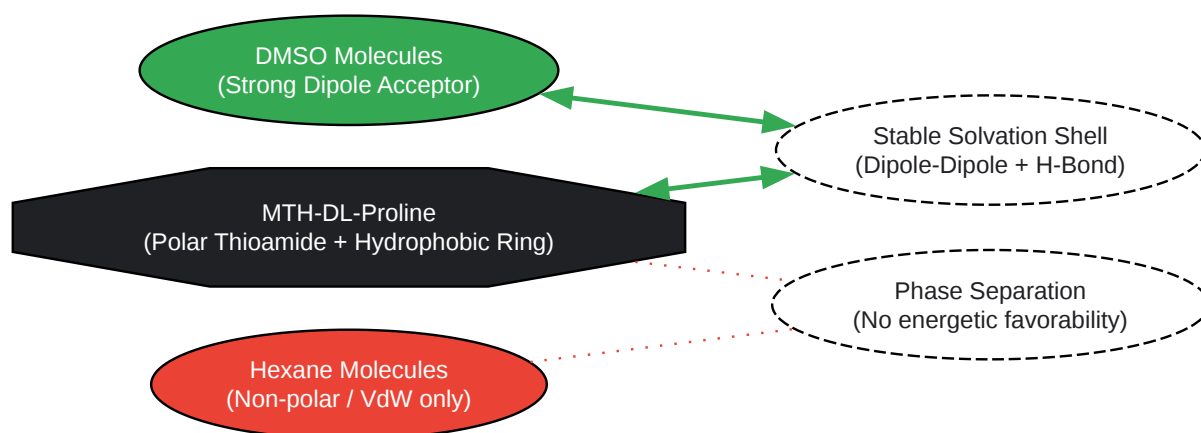 DMSO Molecules
(Strong Dipole Acceptor)
Stable Solvation Shell
(Dipole-Dipole + H-Bond)
MTH-DL-Proline
(Polar Thioamide + Hydrophobic Ring)
Phase Separation
(No energetic favorability)
Hexane Molecules
(Non-polar / VdW only)